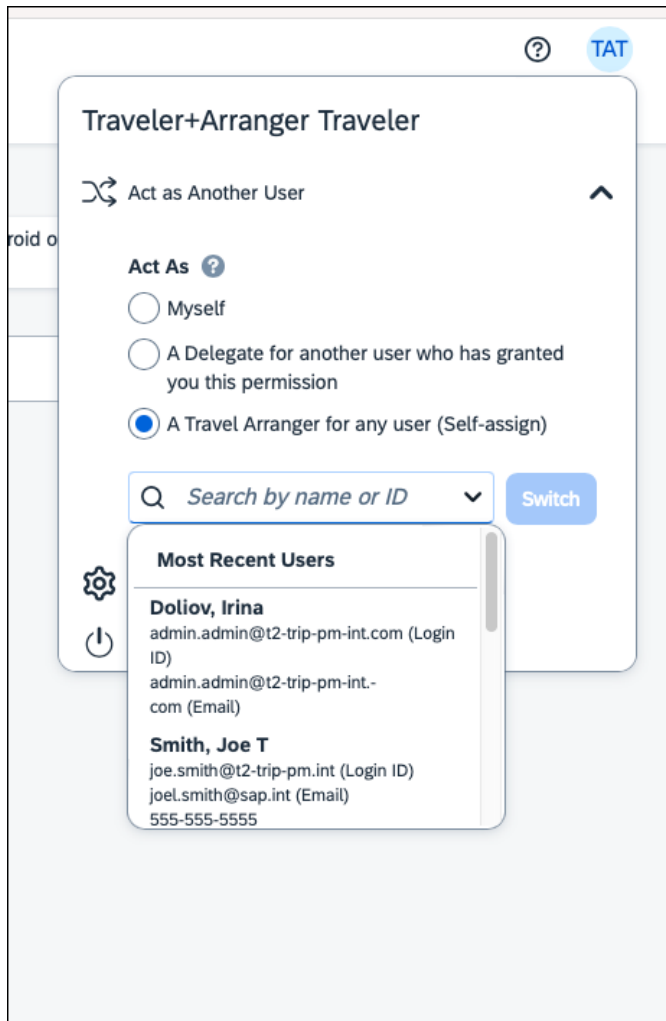 TAT
Traveler+Arranger Traveler
Act as Another User
roid o
Act As
Myself
A Delegate for another user who has granted
you this permission
A Travel Arranger for any user (Self-assign)
Search by name or ID
Switch
Most Recent Users
Doliov, Irina
admin.admin@t2-trip-pm-int.com (Login
ID)
admin.admin@t2-trip-pm-int.-
com (Email)
Smith, Joe T
joe.smith@t2-trip-pm.int (Login ID)
joel.smith@sap.int (Email)
555-555-5555